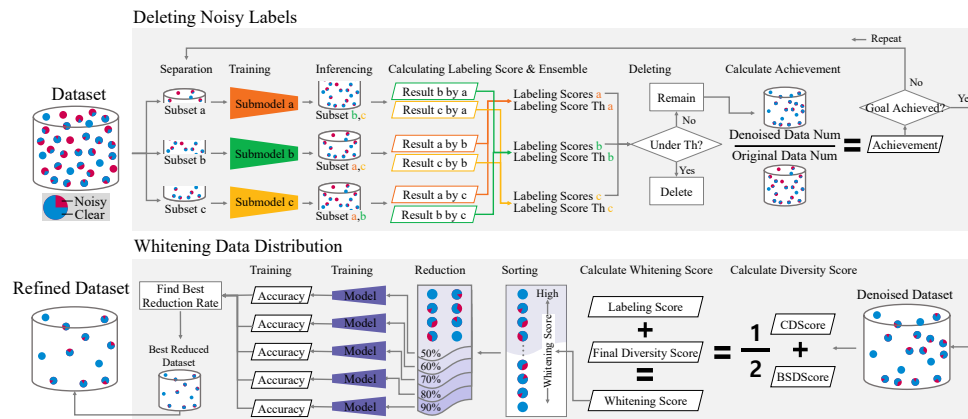 Deleting Noisy Labels
Repeat
Separation
Training
Inferencing
Calculating Labeling Score & Ensemble
Deleting
Calculate Achievement
No
Yes
Dataset
Subset a
Submodel a
Subset b,c
Result b by a
Result c by a
Labeling Scores a
Labeling Score Th a
Remain
Goal Achieved?
No
Subset b
Submodel b
Subset a,c
Result a by b
Result c by b
Labeling Scores b
Labeling Score Th b
Under Th?
Denoised Data Num
Original Data Num
=
Achievement
Yes
Noisy
Clear
Subset c
Submodel c
Subset a,b
Result a by c
Result b by c
Labeling Scores c
Labeling Score Th c
Delete
Whitening Data Distribution
Training
Training
Reduction
Sorting
Calculate Whitening Score
Calculate Diversity Score
Refined Dataset
Find Best
Reduction Rate
Accuracy
Model
High
Labeling Score
Denoised Dataset
Accuracy
Model
+
CDScore
Best Reduced
Dataset
Accuracy
Model
50%
60%
Whitening Score
Final Diversity Score
=
1
2
+
Accuracy
Model
70%
80%
=
BSDScore
Accuracy
Model
90%
Low
Whitening Score